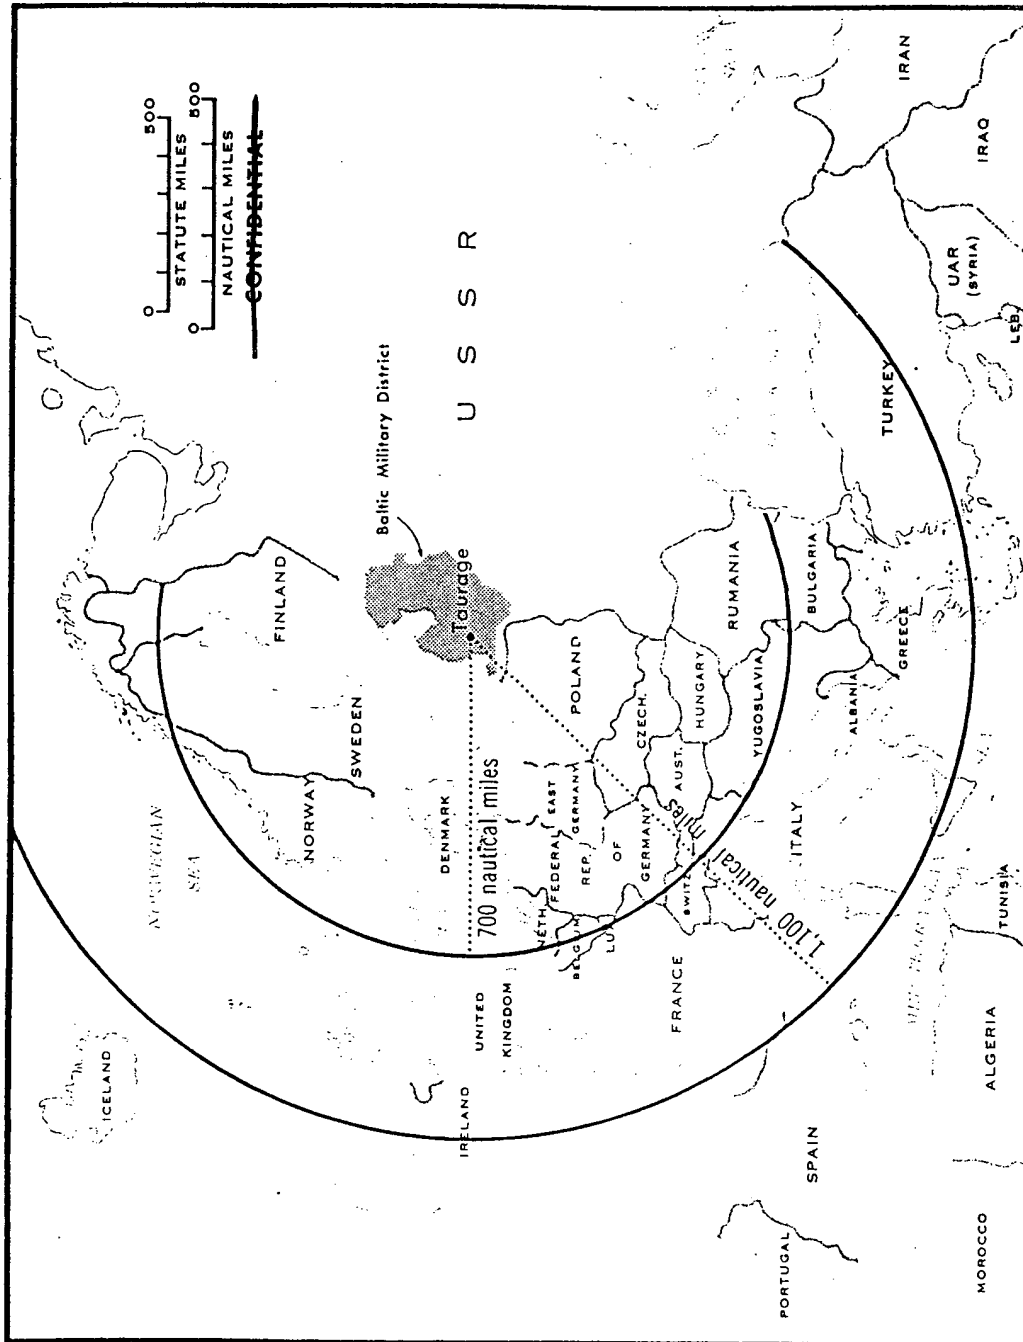 0 500
STATUTE MILES
0 500
NAUTICAL MILES
CONFIDENTIAL
ICELAND
NORWEGIAN
SEA
NORWAY
SWEDEN
FINLAND
Baltic Military District
U S S R
Taurage
700 nautical miles
1,100 nautical miles
IRELAND
UNITED
KINGDOM
DENMARK
NETH
BELGIUM
LUX
FEDERAL
REP.
OF
GERMANY
EAST
GERMANY
POLAND
CZECH.
AUST.
HUNGARY
RUMANIA
SWITZ
FRANCE
YUGOSLAVIA
BULGARIA
ITALY
ALBANIA
GREECE
TURKEY
PORTUGAL
SPAIN
MOROCCO
ALGERIA
TUNISIA
UAR
(SYRIA)
LEB.
IRAQ
IRAN